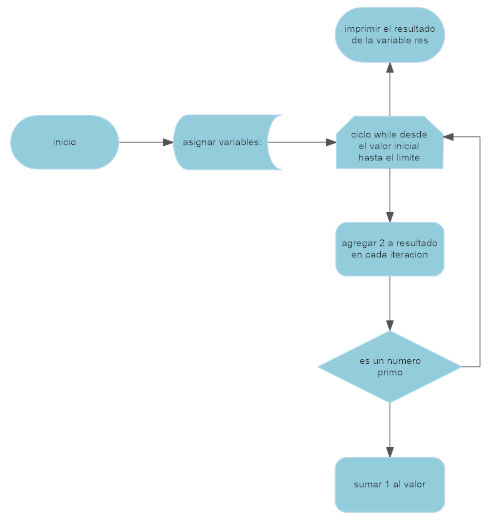 imprimir el resultado
de la variable res
inicio
asignar variables:
ciclo while desde
el valor inicial
hasta el limite
agregar 2 a resultado
en cada iteracion
es un numero
primo
sumar 1 al valor